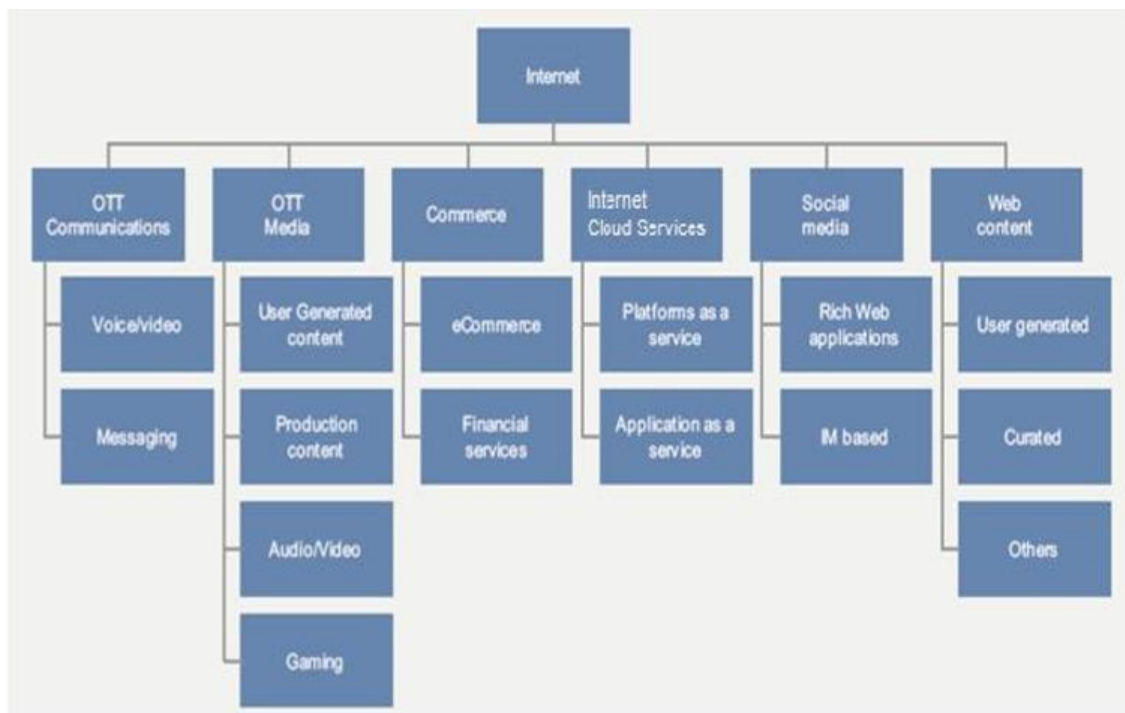 Internet
OTT
Communications
OTT
Media
Commerce
Internet
Cloud Services
Social
media
Web
content
Voice/video
User Generated
content
eCommerce
Platforms as a
service
Rich Web
applications
User generated
Messaging
Production
content
Financial
services
Application as a
service
IM based
Curated
Audio/Video
Others
Gaming